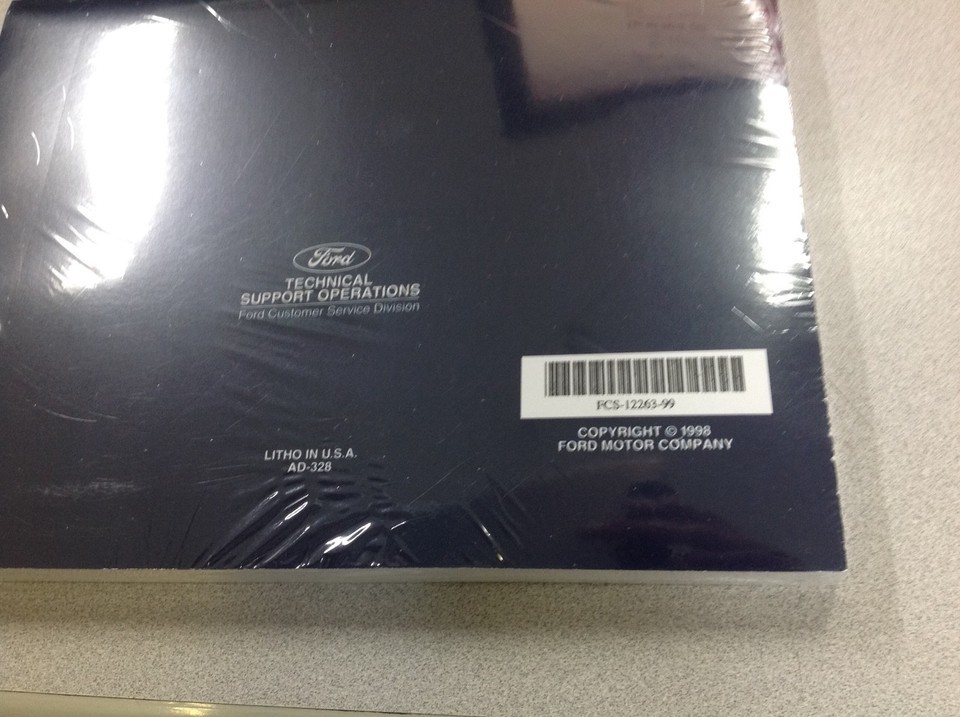 Ford
TECHNICAL
SUPPORT OPERATIONS
Ford Customer Service Division
FCS-12263-99
COPYRIGHT © 1998
FORD MOTOR COMPANY
LITHO IN U.S.A.
AD-328